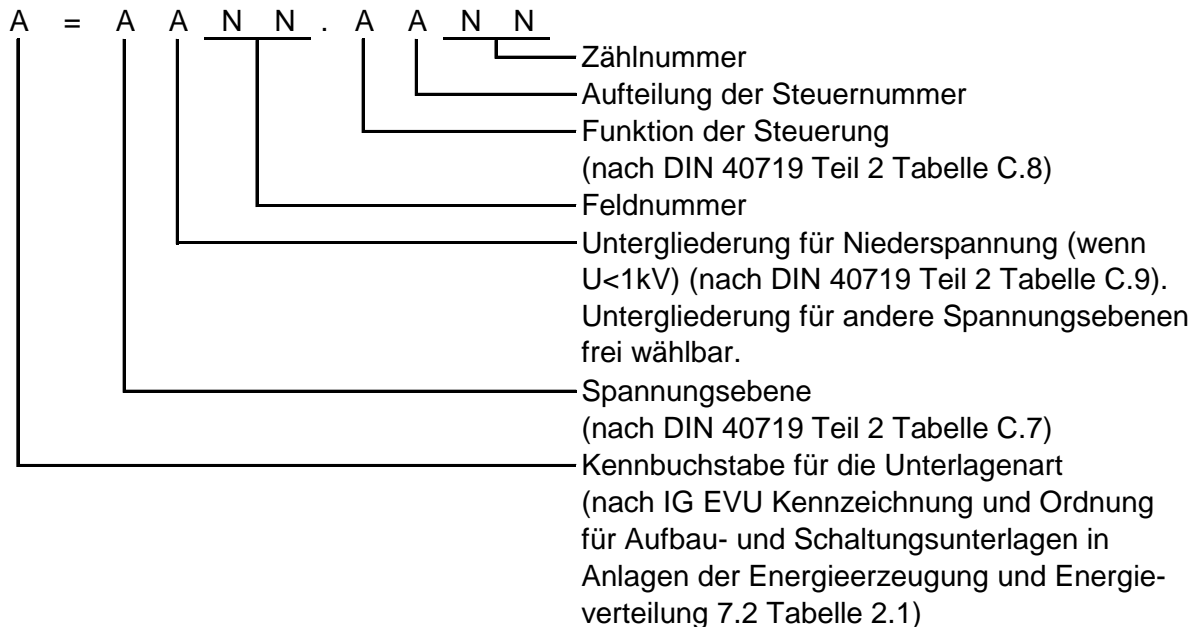 A = A A N N . A A N N
Zählnummer
Aufteilung der Steuernummer
Funktion der Steuerung
(nach DIN 40719 Teil 2 Tabelle C.8)
Feldnummer
Untergliederung für Niederspannung (wenn
U<1kV) (nach DIN 40719 Teil 2 Tabelle C.9).
Untergliederung für andere Spannungsebenen
frei wählbar.
Spannungsebene
(nach DIN 40719 Teil 2 Tabelle C.7)
Kennbuchstabe für die Unterlagenart
(nach IG EVU Kennzeichnung und Ordnung
für Aufbau- und Schaltungsunterlagen in
Anlagen der Energieerzeugung und Energie-
verteilung 7.2 Tabelle 2.1)